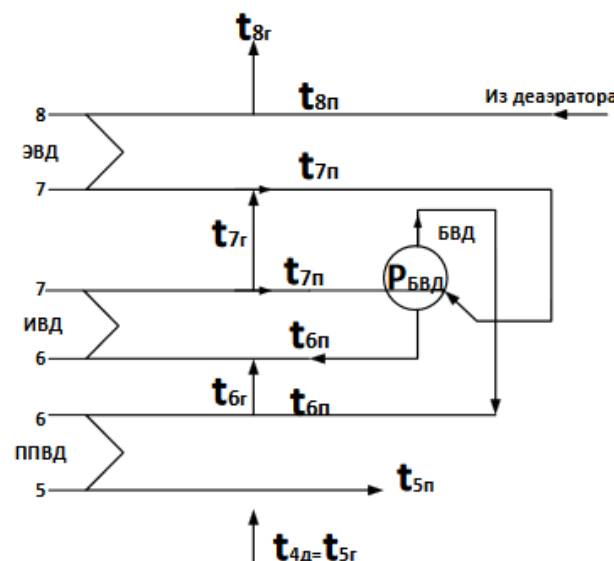 t8г
8
t8п
Из деаэратора
ЭВД
7
t7п
t7г
БВД
7
t7п
PБВД
ИВД
6
t6п
6
t6г
t6п
ППВД
5
t5п
t4д=t5г